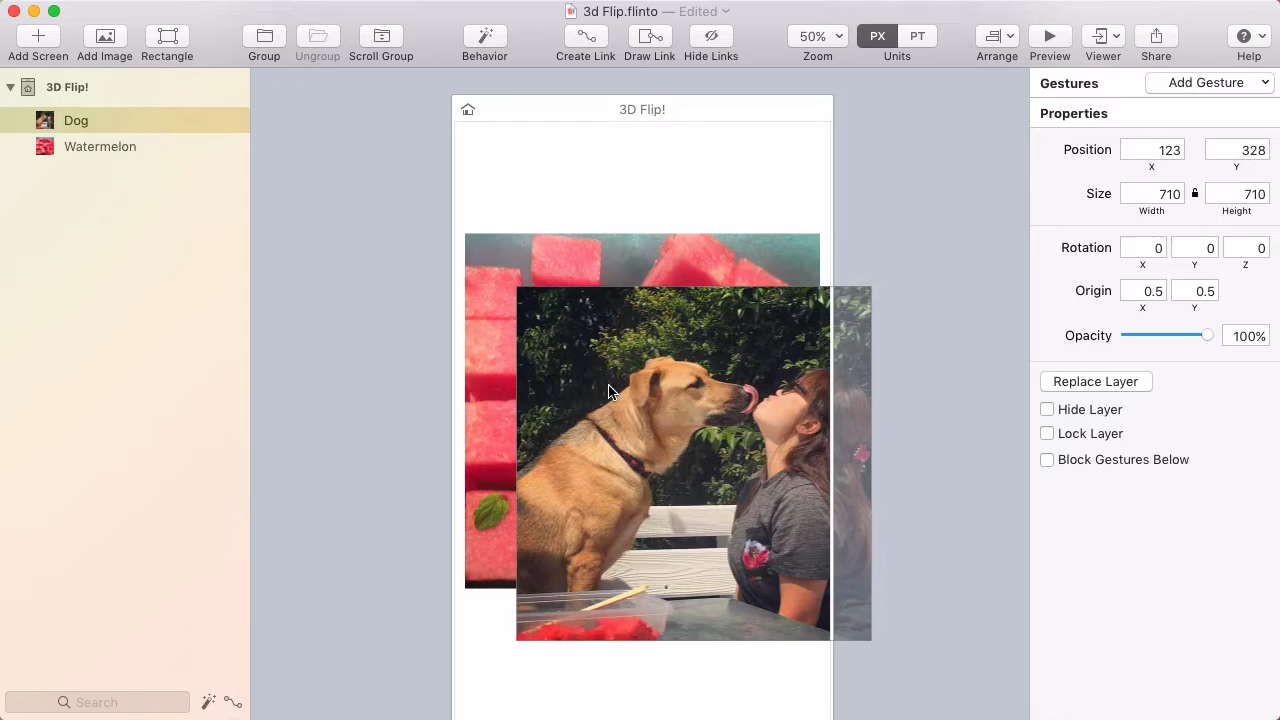 3d Flip.flinto — Edited
Add Screen
Add Image
Rectangle
Group
Ungroup
Scroll Group
Behavior
Create Link
Draw Link
Hide Links
50%
Zoom
PX
PT
Units
Arrange
Preview
Viewer
Share
Help
3D Flip!
Dog
Watermelon
Search
3D Flip!
Gestures
Add Gesture
Properties
Position
123
328
X
Y
Size
710
710
Width
Height
Rotation
0
0
0
X
Y
Z
Origin
0.5
0.5
X
Y
Opacity
100%
Replace Layer
Hide Layer
Lock Layer
Block Gestures Below